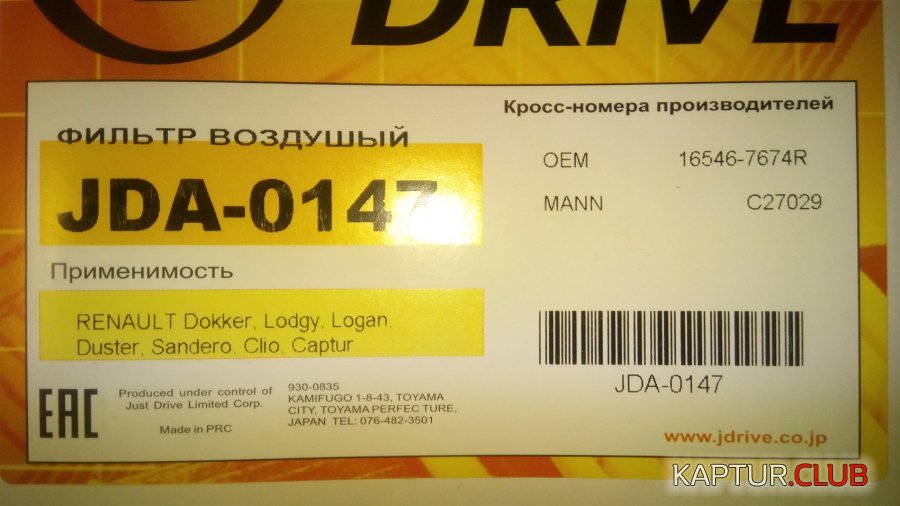 DRIVE
ФИЛЬТР ВОЗДУШЫЙ
JDA-0147
Применимость
RENAULT Dokker, Lodgy, Logan,
Duster, Sandero, Clio, Captur
EAC
Produced under control of
Just Drive Limited Corp.
Made in PRC
930-0835
KAMIFUGO 1-8-43, TOYAMA
CITY, TOYAMA PERFEC TURE,
JAPAN TEL: 076-482-3501
Кросс-номера производителей
OEM 16546-7674R
MANN C27029
JDA-0147
www.jdrive.co.jp
KAPTUR.CLUB